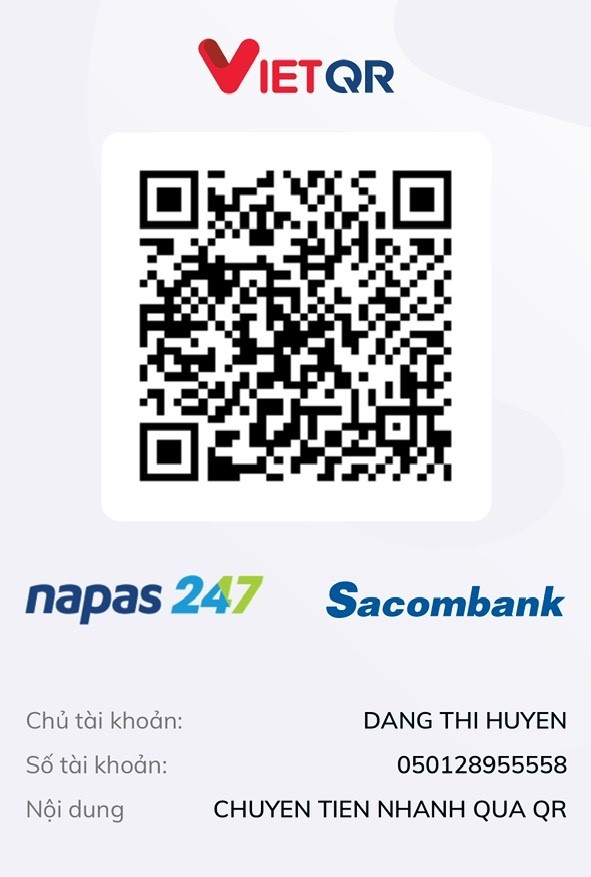 VIETQR
napas 247
Sacombank
Chủ tài khoản: DANG THI HUYEN
Số tài khoản: 050128955558
Nội dung CHUYEN TIEN NHANH QUA QR